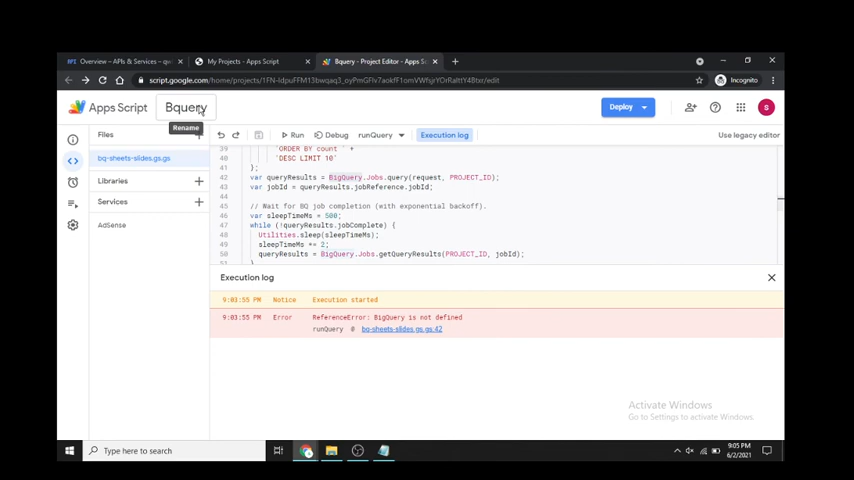 Overview – APIs & Services – qw
My Projects - Apps Script
Bquery - Project Editor - Apps Sc
script.google.com/home/projects/
Incognito
Apps Script
Bquery
Deploy
S
Rename
Files
Run
Debug
runQuery
Execution log
Use legacy editor
bq-sheets-slides.gs.gs
Libraries
Services
AdSense
39 'ORDER BY count ' +
40 'DESC LIMIT 10'
41 };
42 var queryResults = BigQuery.Jobs.query(request, PROJECT_ID);
43 var jobId = queryResults.jobReference.jobId;
44
45 // Wait for BQ job completion (with exponential backoff).
46 var sleepTimeMs = 500;
47 while (!queryResults.jobComplete) {
48 Utilities.sleep(sleepTimeMs);
49 sleepTimeMs *= 2;
50 queryResults = BigQuery.Jobs.getQueryResults(PROJECT_ID, jobId);
Execution log
9:03:55 PM Notice Execution started
9:03:55 PM Error ReferenceError: BigQuery is not defined
runQuery @ bq-sheets-slides.gs.gs:42
Activate Windows
Go to Settings to activate Windows.
Type here to search
9:05 PM
6/2/2021